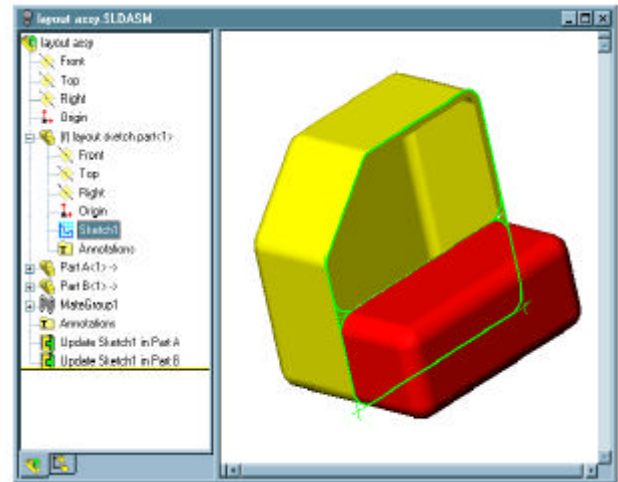 layout assy.SLDASM
layout assy
Front
Top
Right
Origin
(f) layout sketch part<1>
Front
Top
Right
Origin
Sketch1
Annotations
Part A<1> ->
Part B<1> ->
MateGroup1
Annotations
Update Sketch1 in Part A
Update Sketch1 in Part B